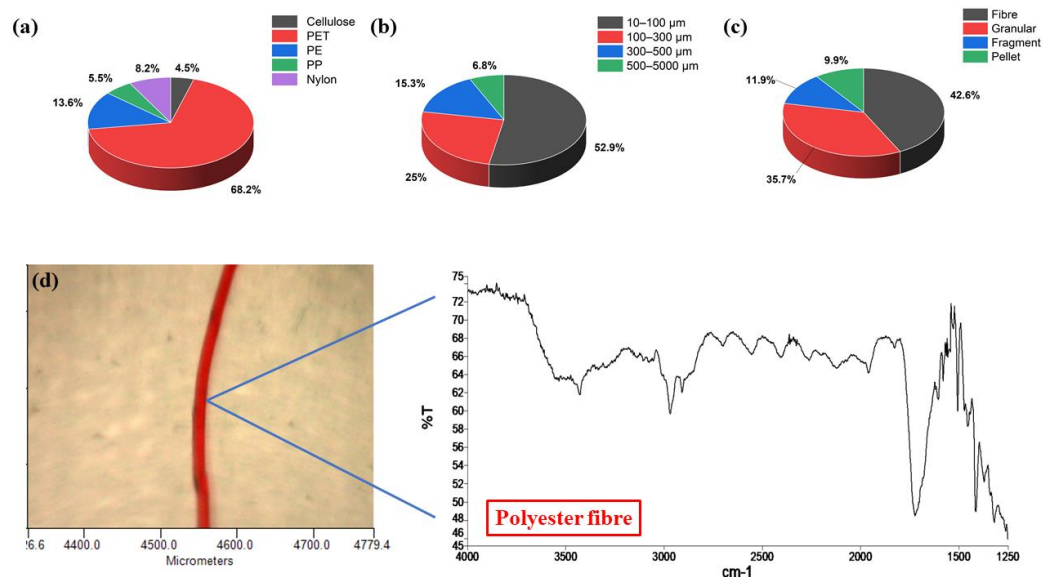 (a)
Cellulose
PET
PE
PP
Nylon
8.2%
4.5%
5.5%
13.6%
68.2%
(b)
10–100 µm
100–300 µm
300–500 µm
500–5000 µm
6.8%
15.3%
52.9%
25%
(c)
Fibre
Granular
Fragment
Pellet
9.9%
11.9%
42.6%
35.7%
(d)
26.6 4400.0 4500.0 4600.0 4700.0 4779.4
Micrometers
75
72
70
68
66
64
62
60
58
56
54
52
50
48
46
45
%T
Polyester fibre
4000 3500 3000 2500 2000 1500 1250
cm-1